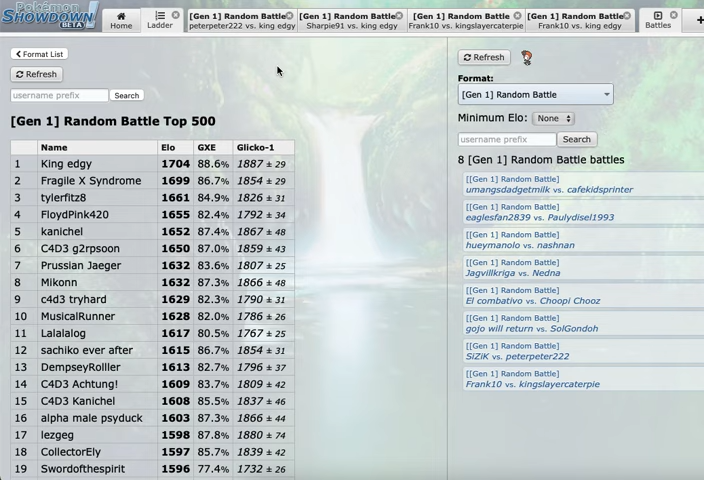 Pokémon
SHOWDOWN!
BETA
Home
Ladder
[Gen 1] Random Battle
peterpeter222 vs. king edgy
[Gen 1] Random Battle
Sharpie91 vs. king edgy
[Gen 1] Random Battle
Frank10 vs. kingslayercaterpie
[Gen 1] Random Battle
Frank10 vs. king edgy
Battles
Format List
Refresh
username prefix Search
[Gen 1] Random Battle Top 500
Name Elo GXE Glicko-1
1 King edgy 1704 88.6% 1887 ± 29
2 Fragile X Syndrome 1699 86.7% 1854 ± 29
3 tylerfitz8 1661 84.9% 1826 ± 31
4 FloydPink420 1655 82.4% 1792 ± 34
5 kanichel 1652 87.4% 1867 ± 48
6 C4D3 g2rpsoon 1650 87.0% 1859 ± 43
7 Prussian Jaeger 1632 83.6% 1807 ± 25
8 Mikonn 1632 87.3% 1866 ± 48
9 c4d3 tryhard 1629 82.3% 1790 ± 31
10 MusicalRunner 1628 82.0% 1786 ± 26
11 Lalalalog 1617 80.5% 1767 ± 25
12 sachiko ever after 1615 86.7% 1854 ± 31
13 DempseyRolller 1613 82.7% 1796 ± 37
14 C4D3 Achtung! 1609 83.7% 1809 ± 42
15 C4D3 Kanichel 1608 85.5% 1837 ± 46
16 alpha male psyduck 1603 87.3% 1866 ± 44
17 lezgeg 1598 87.8% 1880 ± 74
18 CollectorEly 1597 85.7% 1839 ± 42
19 Swordofthespirit 1596 77.4% 1732 ± 26
Refresh
Format:
[Gen 1] Random Battle
Minimum Elo: None
username prefix Search
8 [Gen 1] Random Battle battles
[[Gen 1] Random Battle]
umangsdadgetmilk vs. cafekidsprinter
[[Gen 1] Random Battle]
eaglesfan2839 vs. Paulydisel1993
[[Gen 1] Random Battle]
hueymanolo vs. nashnan
[[Gen 1] Random Battle]
Jagvillkriga vs. Nedna
[[Gen 1] Random Battle]
El combativo vs. Choopi Chooz
[[Gen 1] Random Battle]
gojo will return vs. SolGondoh
[[Gen 1] Random Battle]
SiZiK vs. peterpeter222
[[Gen 1] Random Battle]
Frank10 vs. kingslayercaterpie